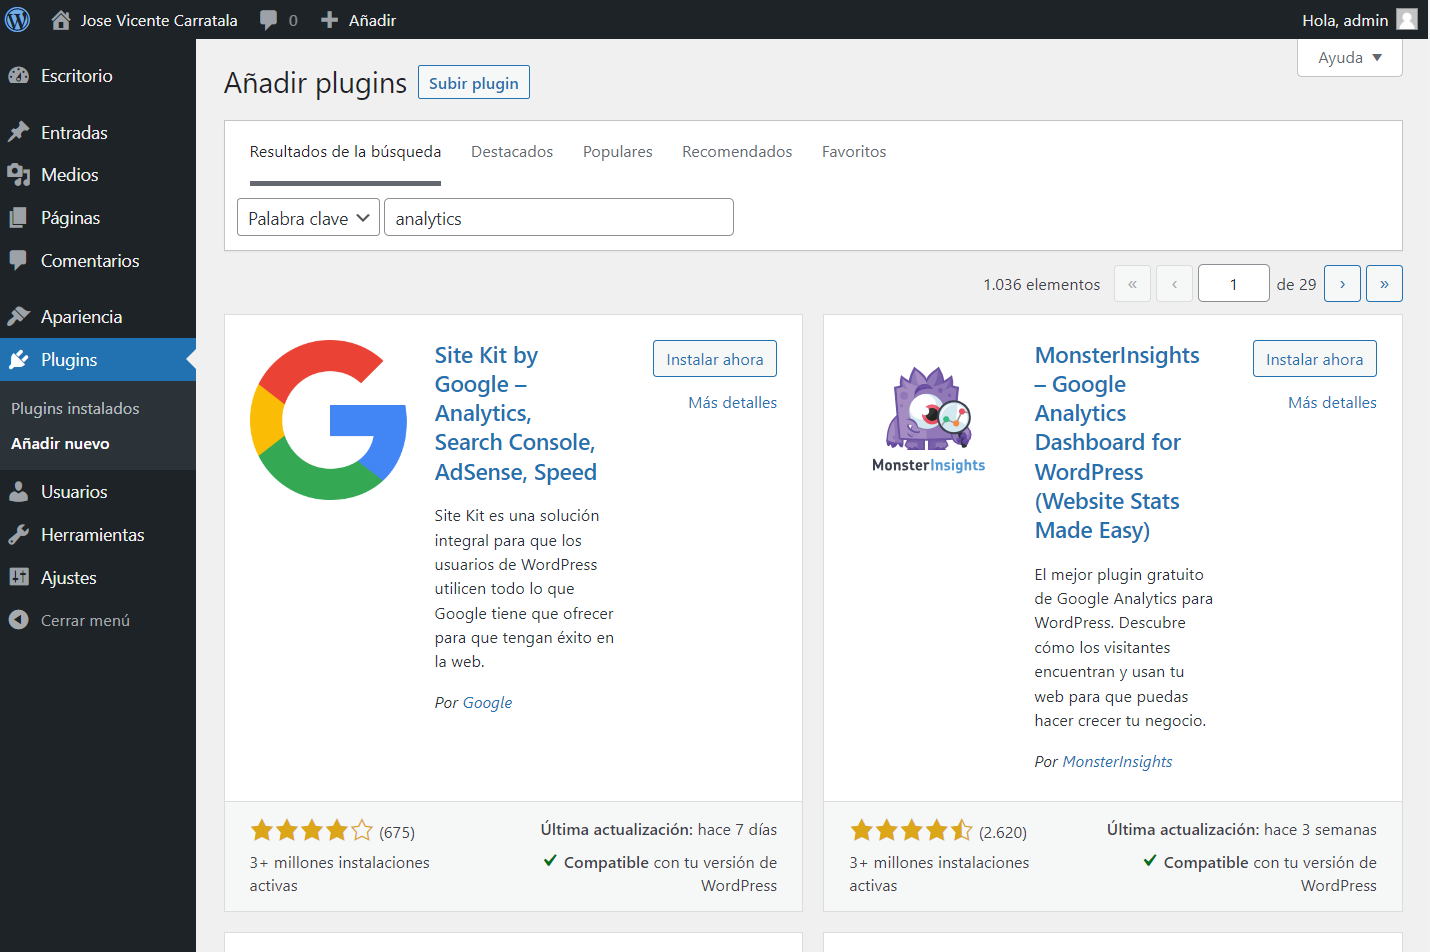 Jose Vicente Carratala
0
Añadir
Hola, admin
Escritorio
Entradas
Medios
Páginas
Comentarios
Apariencia
Plugins
Plugins instalados
Añadir nuevo
Usuarios
Herramientas
Ajustes
Cerrar menú
Ayuda
Añadir plugins
Subir plugin
Resultados de la búsqueda
Destacados
Populares
Recomendados
Favoritos
Palabra clave
analytics
1.036 elementos
«
‹
1
de 29
›
»
Site Kit by
Google –
Analytics,
Search Console,
AdSense, Speed
Instalar ahora
Más detalles
Site Kit es una solución
integral para que los
usuarios de WordPress
utilicen todo lo que
Google tiene que ofrecer
para que tengan éxito en
la web.
Por Google
(675)
3+ millones instalaciones
activas
Última actualización: hace 7 días
Compatible con tu versión de
WordPress
MonsterInsights
MonsterInsights
– Google
Analytics
Dashboard for
WordPress
(Website Stats
Made Easy)
Instalar ahora
Más detalles
El mejor plugin gratuito
de Google Analytics para
WordPress. Descubre
cómo los visitantes
encuentran y usan tu
web para que puedas
hacer crecer tu negocio.
Por MonsterInsights
(2.620)
3+ millones instalaciones
activas
Última actualización: hace 3 semanas
Compatible con tu versión de
WordPress